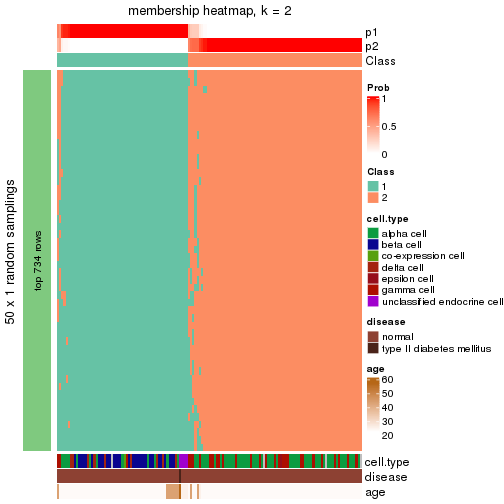 membership heatmap, k = 2
p1
p2
Class
50 x 1 random samplings
top 734 rows
cell.type
disease
age
Prob
1
0.5
0
Class
1
2
cell.type
alpha cell
beta cell
co-expression cell
delta cell
epsilon cell
gamma cell
unclassified endocrine cell
disease
normal
type II diabetes mellitus
age
60
50
40
30
20